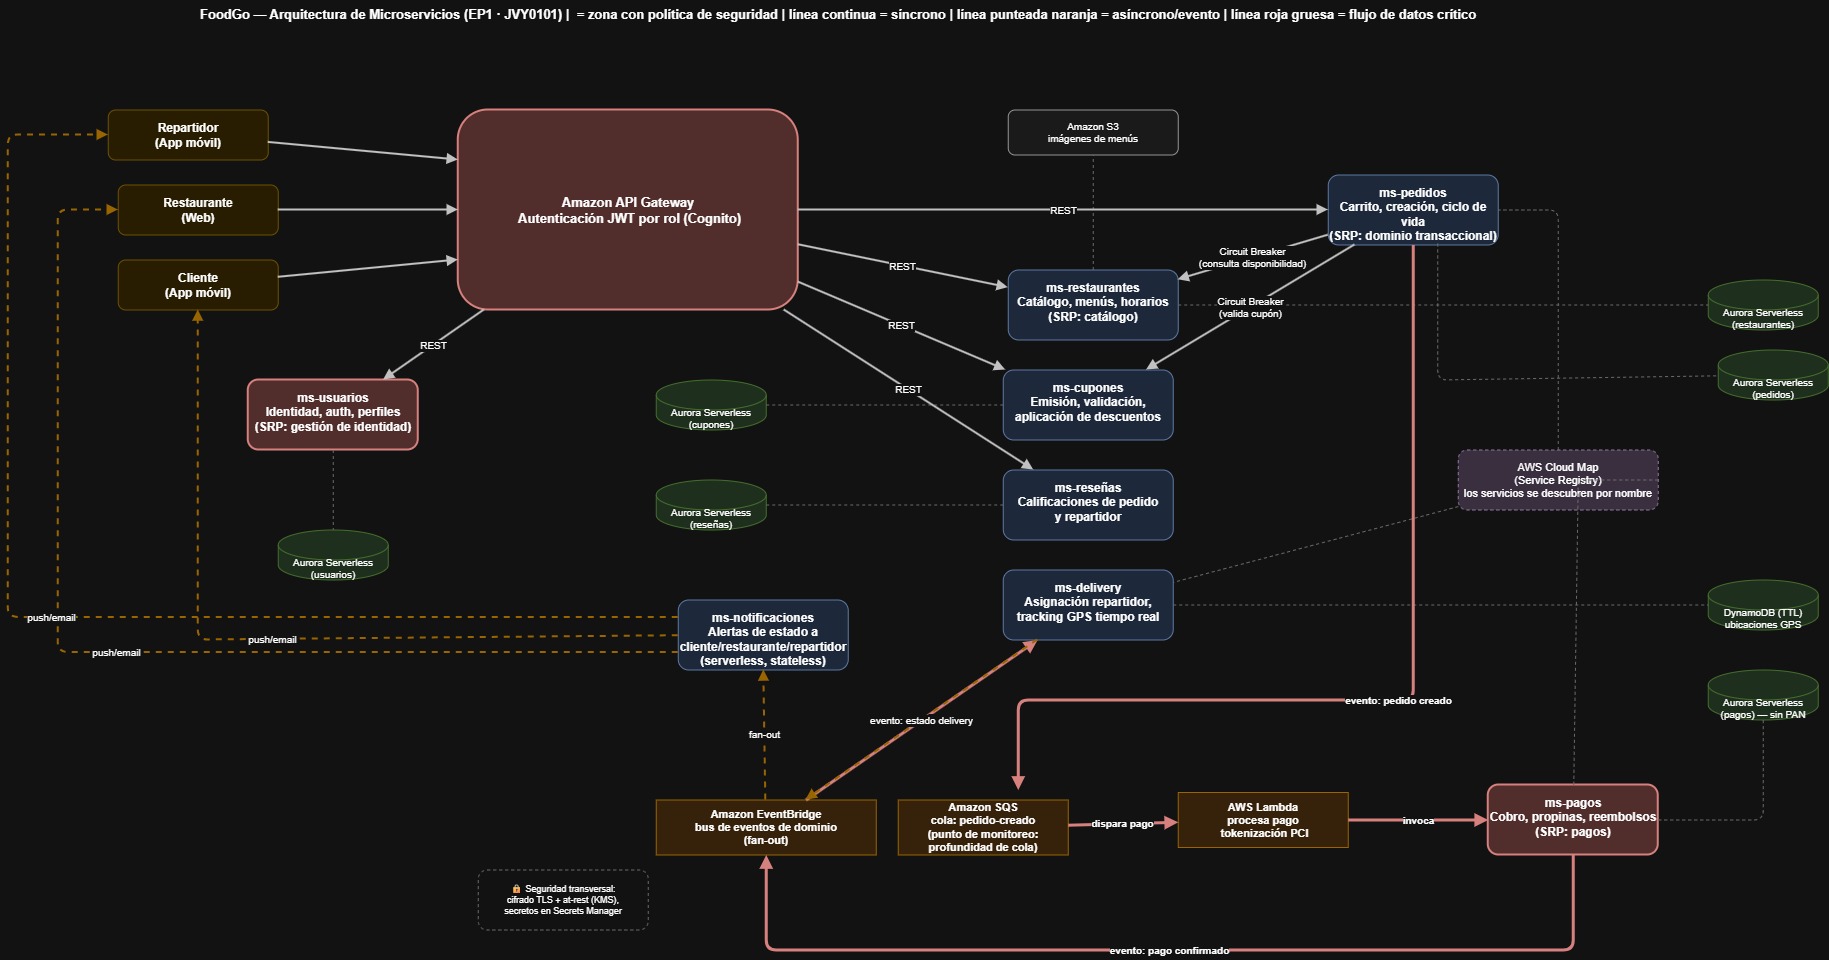 FoodGo — Arquitectura de Microservicios (EP1 · JVY0101) |  = zona con política de seguridad | línea continua = síncrono | línea punteada naranja = asíncrono/evento | línea roja gruesa = flujo de datos crítico
Repartidor
(App móvil)
Restaurante
(Web)
Cliente
(App móvil)
Amazon API Gateway
Autenticación JWT por rol (Cognito)
Amazon S3
imágenes de menús
ms-pedidos
Carrito, creación, ciclo de
vida
(SRP: dominio transaccional)
REST
REST
REST
REST
REST
Circuit Breaker
(consulta disponibilidad)
Circuit Breaker
(valida cupón)
ms-restaurantes
Catálogo, menús, horarios
(SRP: catálogo)
Aurora Serverless
(restaurantes)
Aurora Serverless
(pedidos)
ms-usuarios
Identidad, auth, perfiles
(SRP: gestión de identidad)
Aurora Serverless
(cupones)
ms-cupones
Emisión, validación,
aplicación de descuentos
Aurora Serverless
(reseñas)
ms-reseñas
Calificaciones de pedido
y repartidor
AWS Cloud Map
(Service Registry)
los servicios se descubren por nombre
Aurora Serverless
(usuarios)
ms-delivery
Asignación repartidor,
tracking GPS tiempo real
DynamoDB (TTL)
ubicaciones GPS
push/email
push/email
push/email
ms-notificaciones
Alertas de estado a
cliente/restaurante/repartidor
(serverless, stateless)
Aurora Serverless
(pagos) — sin PAN
evento: pedido creado
evento: estado delivery
fan-out
Amazon EventBridge
bus de eventos de dominio
(fan-out)
Amazon SQS
cola: pedido-creado
(punto de monitoreo:
profundidad de cola)
dispara pago
AWS Lambda
procesa pago
tokenización PCI
invoca
ms-pagos
Cobro, propinas, reembolsos
(SRP: pagos)
🔒 Seguridad transversal:
cifrado TLS + at-rest (KMS),
secretos en Secrets Manager
evento: pago confirmado